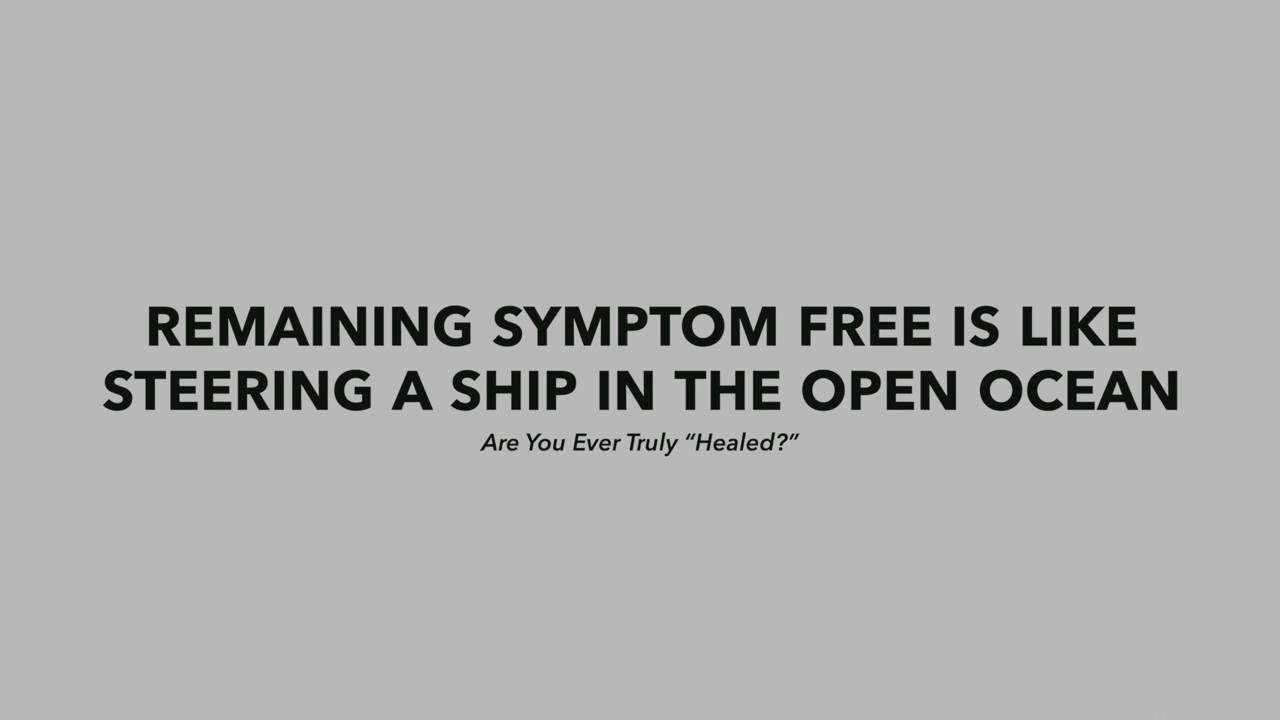 REMAINING SYMPTOM FREE IS LIKE
STEERING A SHIP IN THE OPEN OCEAN
Are You Ever Truly “Healed?”